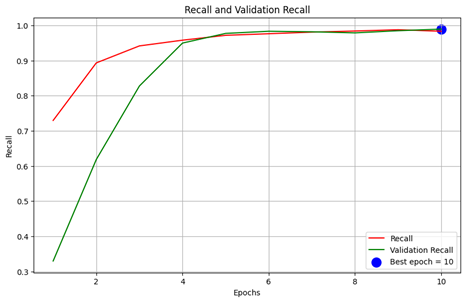 Recall and Validation Recall
1.0
0.9
0.8
0.7
0.6
0.5
0.4
0.3
Recall
2
4
6
8
10
Epochs
Recall
Validation Recall
Best epoch = 10